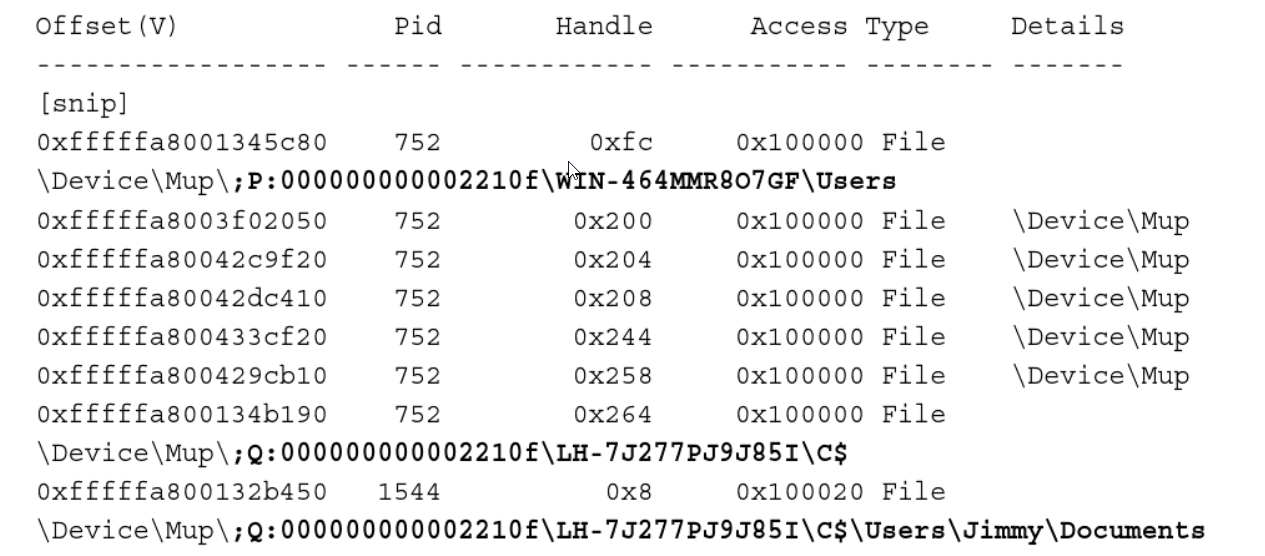 Offset(V) Pid Handle Access Type Details
------------------ ------ ------------ ----------- -------- -------
[snip]
0xfffffa8001345c80 752 0xfc 0x100000 File
\Device\Mup\;P:000000000002210f\WIN-464MMR8O7GF\Users
0xfffffa8003f02050 752 0x200 0x100000 File \Device\Mup
0xfffffa80042c9f20 752 0x204 0x100000 File \Device\Mup
0xfffffa80042dc410 752 0x208 0x100000 File \Device\Mup
0xfffffa800433cf20 752 0x244 0x100000 File \Device\Mup
0xfffffa800429cb10 752 0x258 0x100000 File \Device\Mup
0xfffffa800134b190 752 0x264 0x100000 File
\Device\Mup\;Q:000000000002210f\LH-7J277PJ9J85I\C$
0xfffffa800132b450 1544 0x8 0x100020 File
\Device\Mup\;Q:000000000002210f\LH-7J277PJ9J85I\C$\Users\Jimmy\Documents